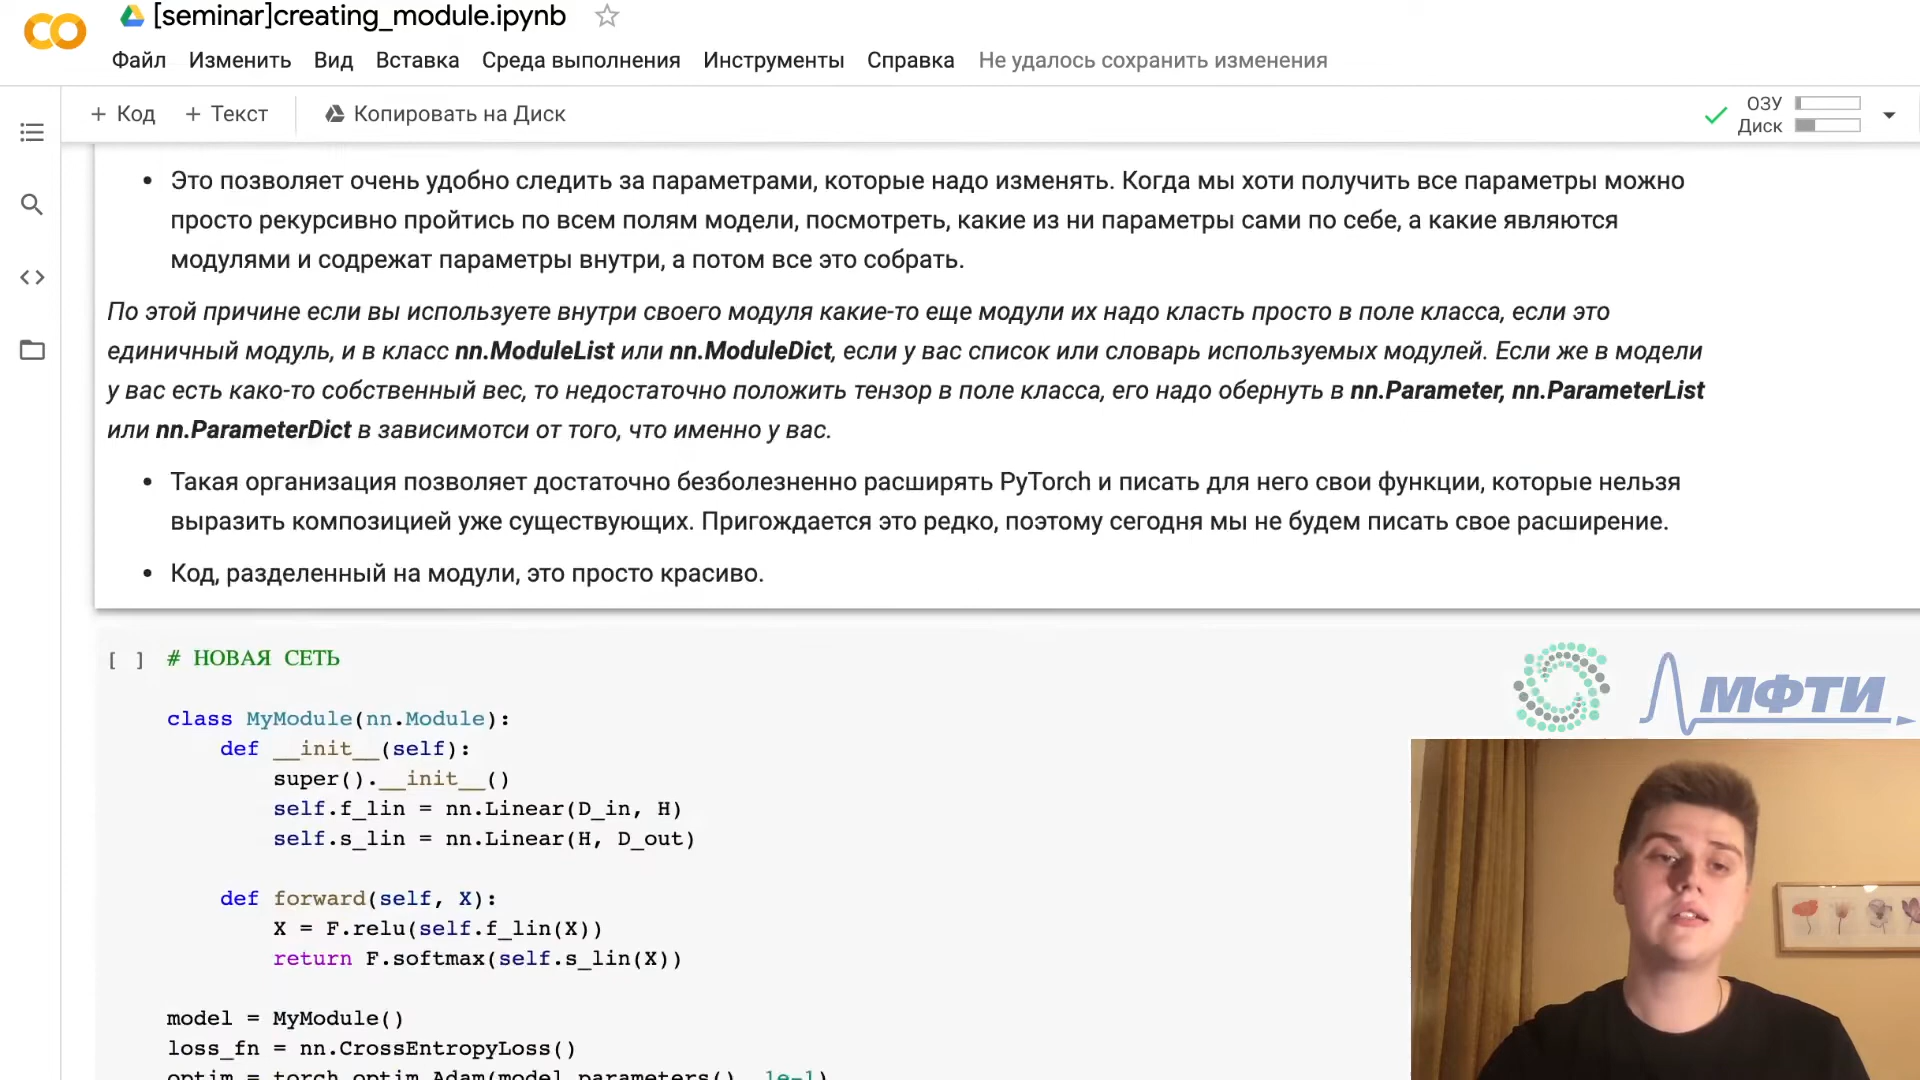 [seminar]creating_module.ipynb
Файл Изменить Вид Вставка Среда выполнения Инструменты Справка Не удалось сохранить изменения
+ Код + Текст Копировать на Диск
ОЗУ
Диск
• Это позволяет очень удобно следить за параметрами, которые надо изменять. Когда мы хоти получить все параметры можно
просто рекурсивно пройтись по всем полям модели, посмотреть, какие из ни параметры сами по себе, а какие являются
модулями и содрежат параметры внутри, а потом все это собрать.
По этой причине если вы используете внутри своего модуля какие-то еще модули их надо класть просто в поле класса, если это
единичный модуль, и в класс nn.ModuleList или nn.ModuleDict, если у вас список или словарь используемых модулей. Если же в модели
у вас есть како-то собственный вес, то недостаточно положить тензор в поле класса, его надо обернуть в nn.Parameter, nn.ParameterList
или nn.ParameterDict в зависимотси от того, что именно у вас.
• Такая организация позволяет достаточно безболезненно расширять PyTorch и писать для него свои функции, которые нельзя
выразить композицией уже существующих. Пригождается это редко, поэтому сегодня мы не будем писать свое расширение.
• Код, разделенный на модули, это просто красиво.
[ ] # НОВАЯ СЕТЬ
class MyModule(nn.Module):
def __init__(self):
super().__init__()
self.f_lin = nn.Linear(D_in, H)
self.s_lin = nn.Linear(H, D_out)
def forward(self, X):
X = F.relu(self.f_lin(X))
return F.softmax(self.s_lin(X))
model = MyModule()
loss_fn = nn.CrossEntropyLoss()
optim = torch.optim.Adam(model.parameters(), 1e-1)
МФТИ